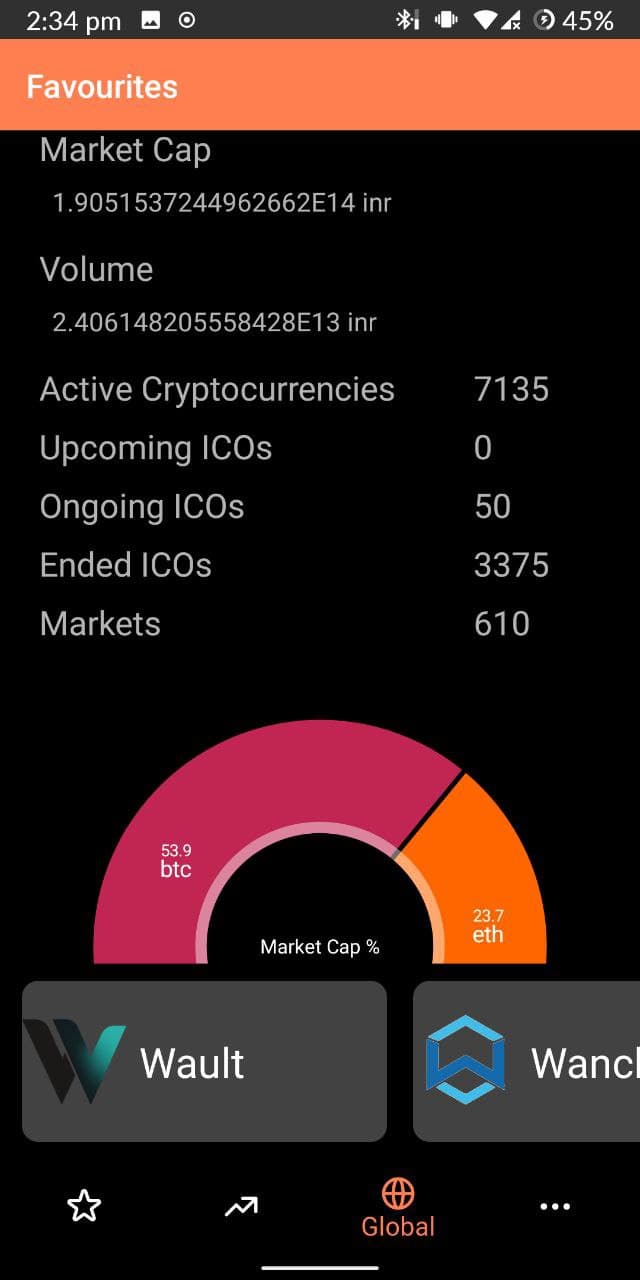 2:34 pm 45%
Favourites
Market Cap
1.9051537244962662E14 inr
Volume
2.406148205558428E13 inr
Active Cryptocurrencies 7135
Upcoming ICOs 0
Ongoing ICOs 50
Ended ICOs 3375
Markets 610
53.9
btc
23.7
eth
Market Cap %
Wault
Wancl
Global